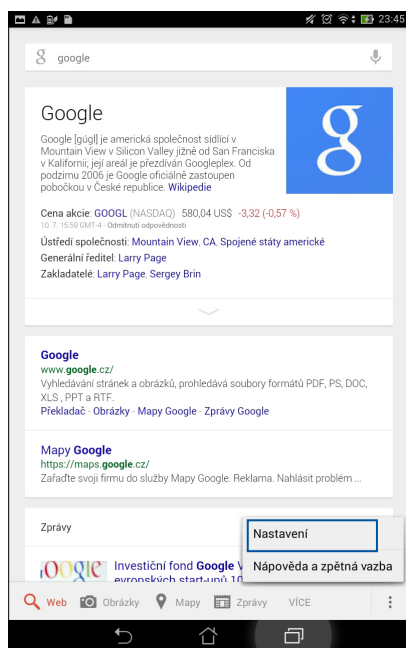 23:45
google
Google
Google [gúgl] je americká společnost sídlící v
Mountain View v Silicon Valley jižně od San Franciska
v Kalifornii; její areál je přezdíván Googleplex. Od
podzimu 2006 je Google oficiálně zastoupen
pobočkou v České republice. Wikipedie
Cena akcie: GOOGL (NASDAQ) 580,04 US$ -3,32 (-0,57 %)
10. 7. 15:59 GMT-4 - Odmítnutí odpovědnosti
Ústředí společnosti: Mountain View, CA, Spojené státy
americké
Generální ředitel: Larry Page
Zakladatelé: Larry Page, Sergey Brin
Google
www.google.cz/
Vyhledávání stránek a obrázků, prohledává soubory formátů PDF, PS, DOC,
XLS , PPT a RTF.
Překladač - Obrázky - Mapy Google - Zprávy Google
Mapy Google
https://maps.google.cz/
Zařaďte svoji firmu do služby Mapy Google. Reklama. Nahlásit problém ...
Zprávy
Nastavení
Investiční fond Google
evropských start-upů 10
Nápověda a zpětná vazba
Web Obrázky Mapy Zprávy VÍCE